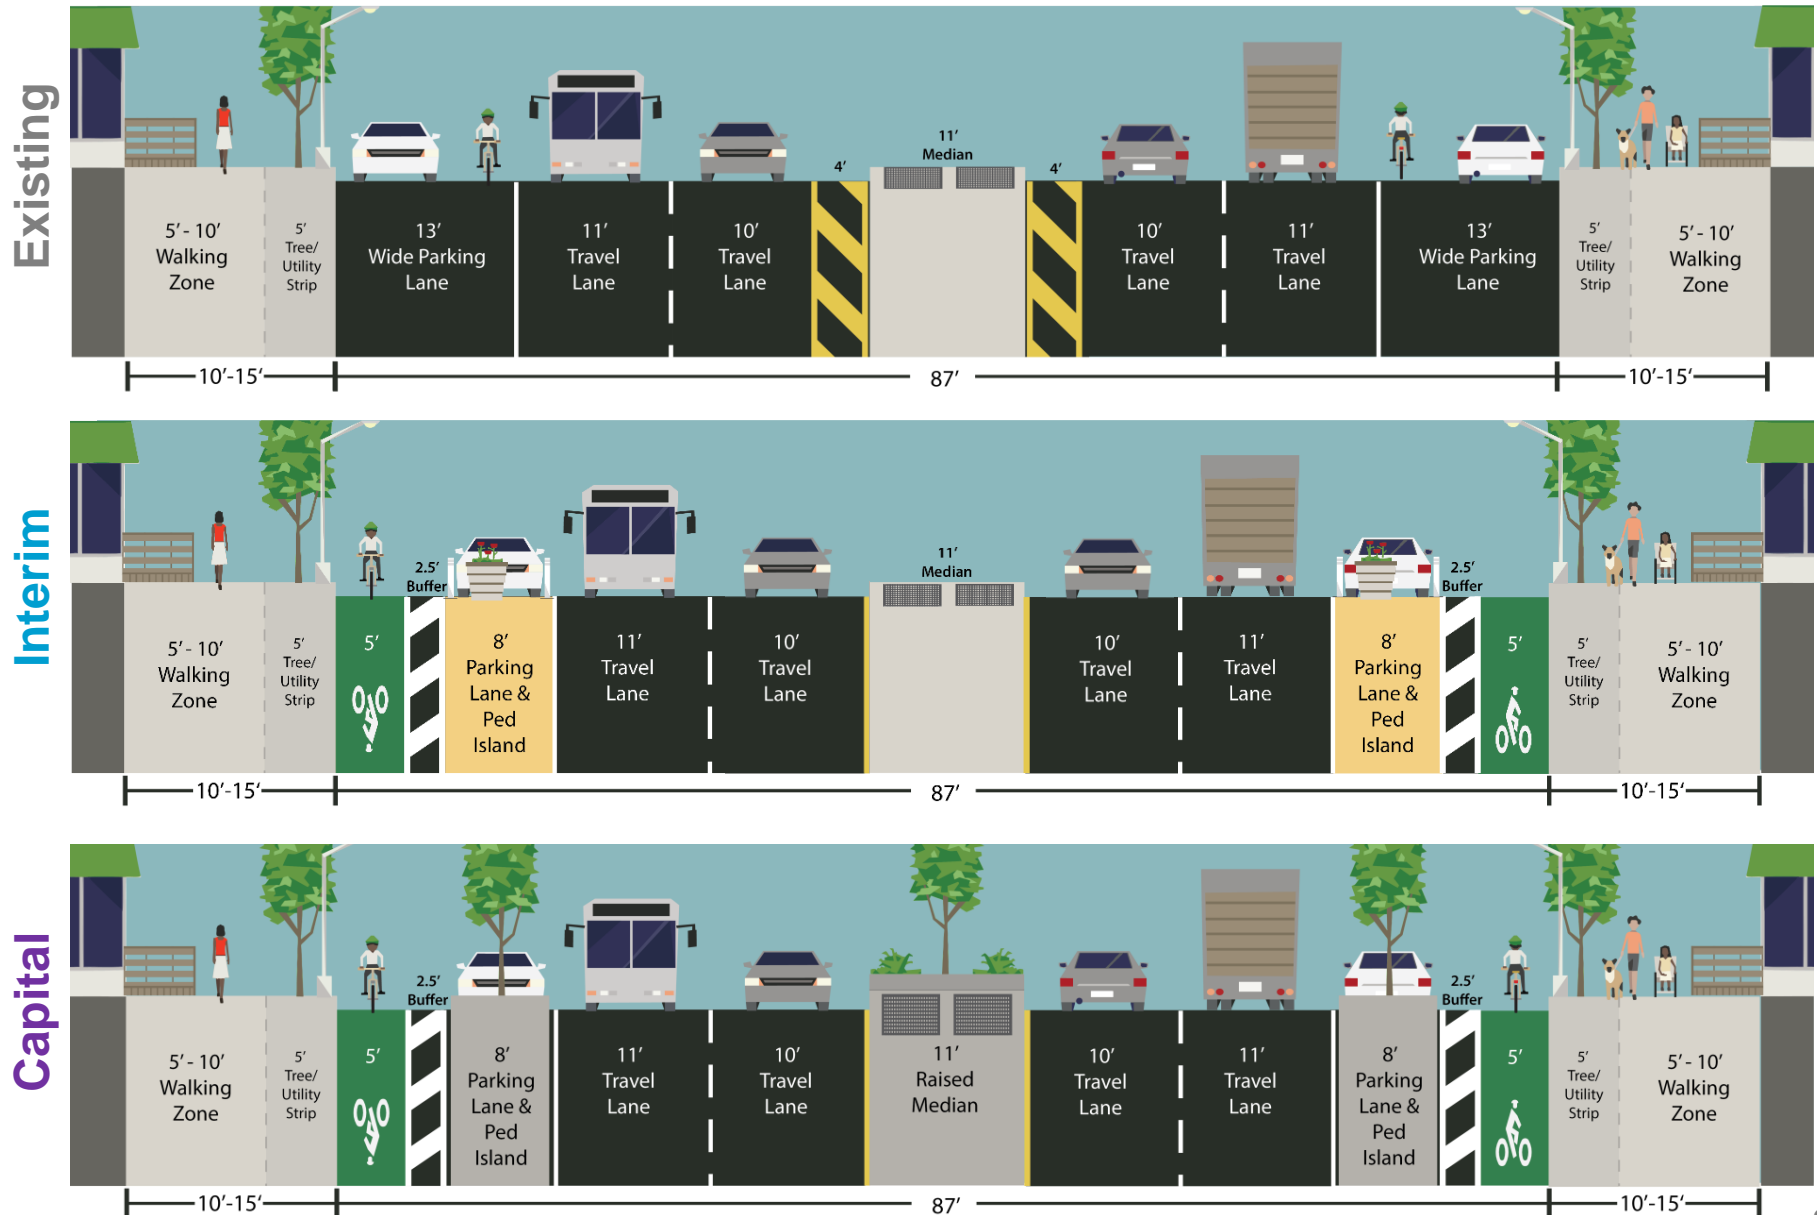 Existing
4'
11'
Median
4'
5' - 10'
Walking
Zone
5'
Tree/
Utility
Strip
13'
Wide Parking
Lane
11'
Travel
Lane
10'
Travel
Lane
10'
Travel
Lane
11'
Travel
Lane
13'
Wide Parking
Lane
5'
Tree/
Utility
Strip
5' - 10'
Walking
Zone
10'-15'
87'
10'-15'
Interim
2.5'
Buffer
11'
Median
2.5'
Buffer
5' - 10'
Walking
Zone
5'
Tree/
Utility
Strip
5'
8'
Parking
Lane &
Ped
Island
11'
Travel
Lane
10'
Travel
Lane
10'
Travel
Lane
11'
Travel
Lane
8'
Parking
Lane &
Ped
Island
5'
5'
Tree/
Utility
Strip
5' - 10'
Walking
Zone
10'-15'
87'
10'-15'
Capital
2.5'
Buffer
2.5'
Buffer
5' - 10'
Walking
Zone
5'
Tree/
Utility
Strip
5'
8'
Parking
Lane &
Ped
Island
11'
Travel
Lane
10'
Travel
Lane
11'
Raised
Median
10'
Travel
Lane
11'
Travel
Lane
8'
Parking
Lane &
Ped
Island
5'
5'
Tree/
Utility
Strip
5' - 10'
Walking
Zone
10'-15'
87'
10'-15'